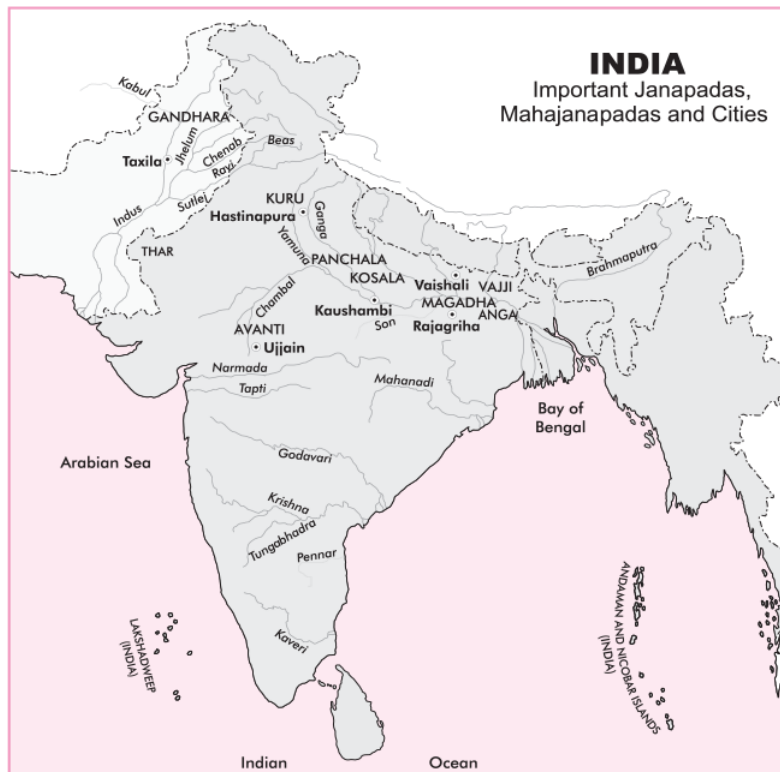 INDIA
Important Janapadas,
Mahajanapadas and Cities
Kabul
GANDHARA
Taxila
Jhelum
Chenab
Ravi
Beas
Sutlej
Indus
THAR
KURU
Hastinapura
Ganga
Yamuna
PANCHALA
KOSALA
Vaishali
VAJJI
Brahmaputra
Chambal
Kaushambi
MAGADHA
ANGA
Son
Rajagriha
AVANTI
Ujjain
Narmada
Tapti
Mahanadi
Bay of
Bengal
Arabian Sea
Godavari
Krishna
Tungabhadra
Pennar
Kaveri
LAKSHADWEEP
(INDIA)
ANDAMAN AND NICOBAR ISLANDS
(INDIA)
Indian Ocean